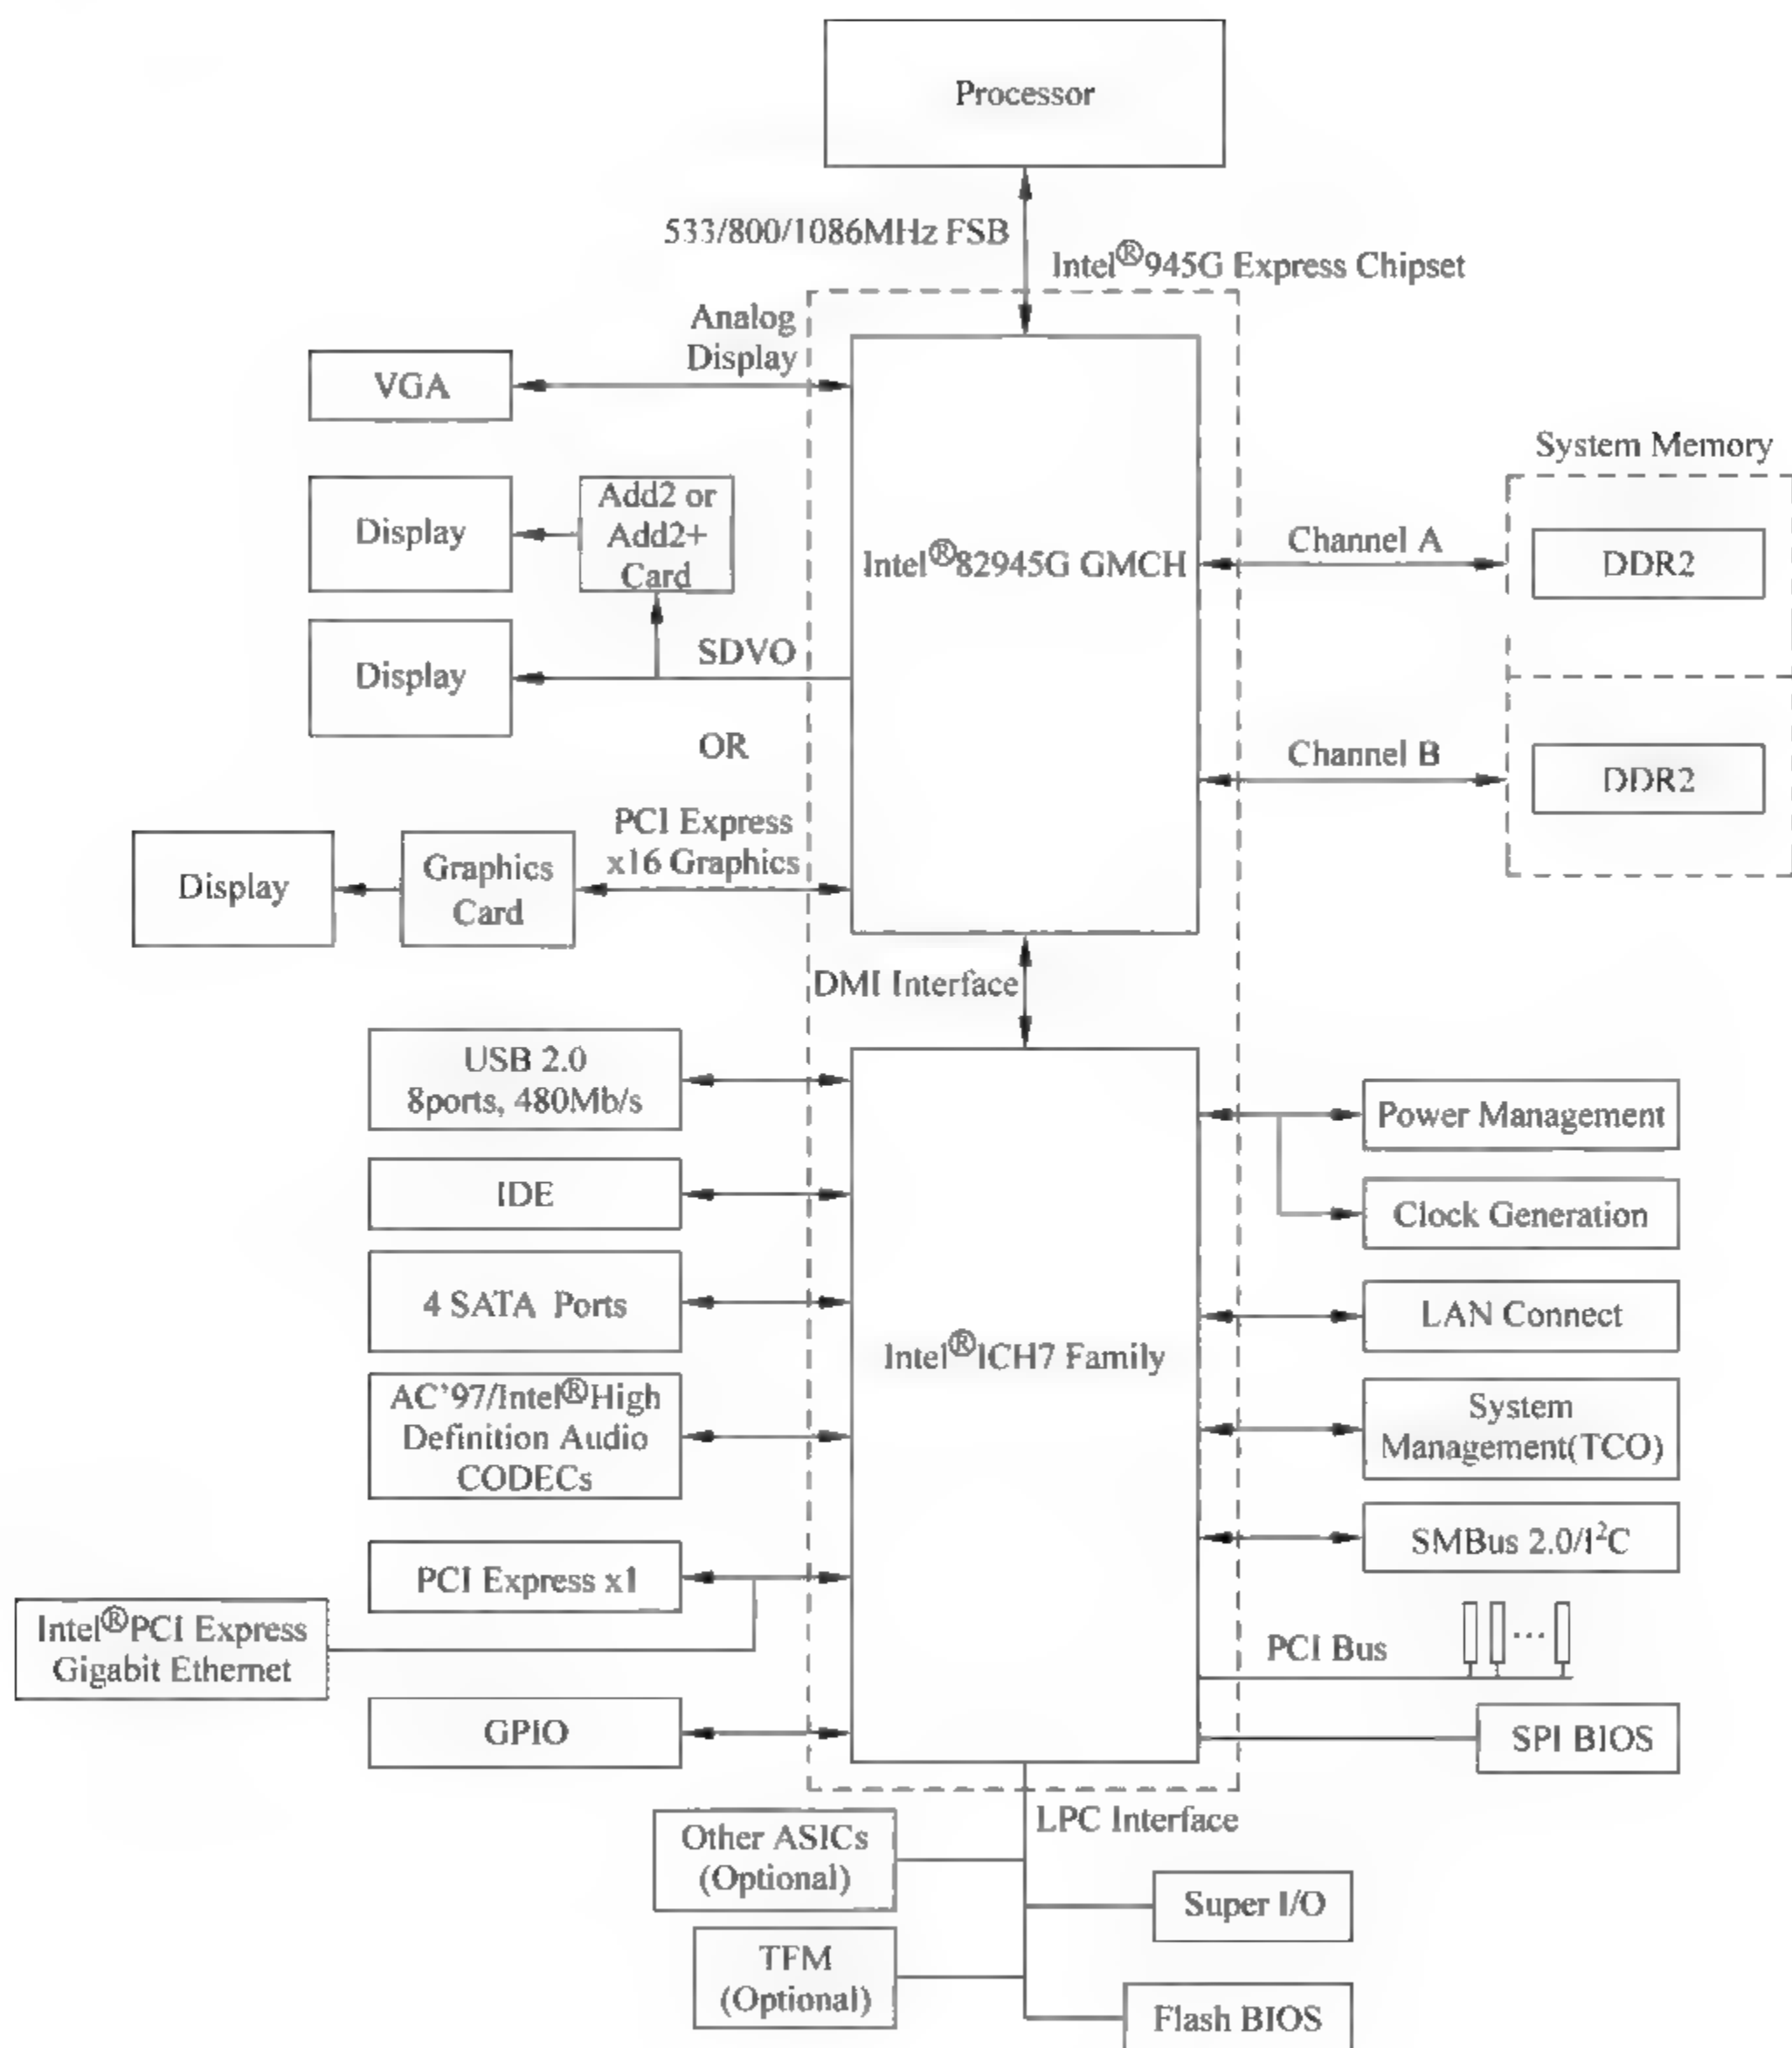 Processor
533/800/1086MHz FSB
Intel®945G Express Chipset
Analog
Display
VGA
System Memory
Display
Add2 or
Add2+
Card
Intel®82945G GMCH
Channel A
DDR2
Display
SDVO
OR
Channel B
DDR2
PCI Express
x16 Graphics
Display
Graphics
Card
DMI Interface
USB 2.0
8ports, 480Mb/s
Power Management
IDE
Clock Generation
4 SATA Ports
LAN Connect
Intel®ICH7 Family
AC'97/Intel®High
Definition Audio
CODECs
System
Management(TCO)
PCI Express x1
SMBus 2.0/I²C
Intel®PCI Express
Gigabit Ethernet
PCI Bus
...
GPIO
SPI BIOS
LPC Interface
Other ASICs
(Optional)
Super I/O
TFM
(Optional)
Flash BIOS